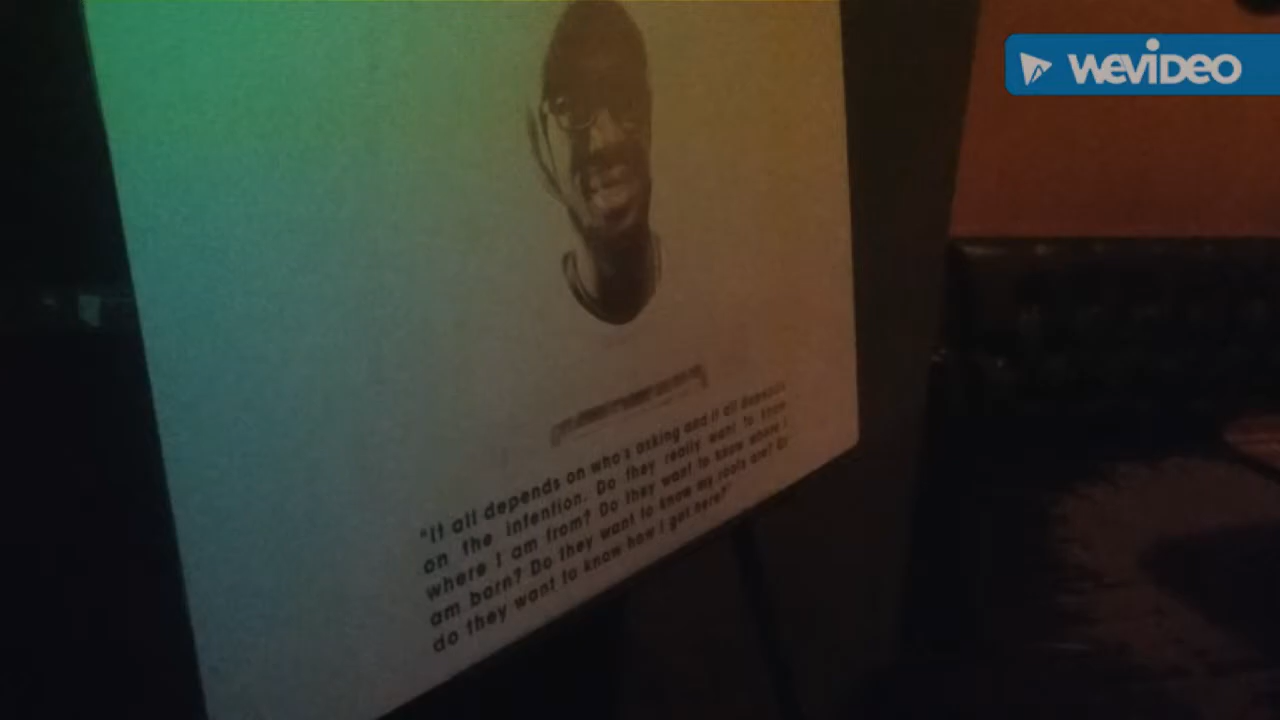 WEVIDEO
"It all depends on who's asking and it all depends
on the intention. Do they really want to know
where I am from? Do they want to know where I
am born? Do they want to know my roots are? Or
do they want to know how I got here?"